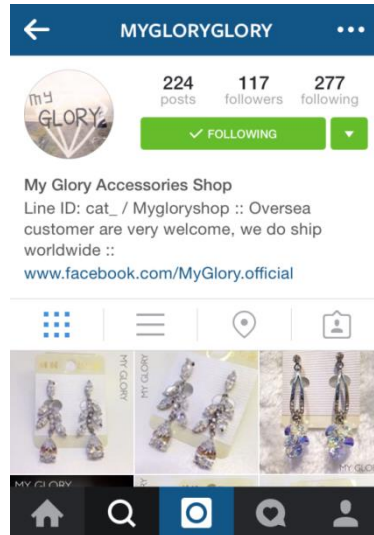 MYGLORYGLORY
my
GLORY
224 117 277
posts followers following
FOLLOWING
My Glory Accessories Shop
Line ID: cat_ / Mygloryshop :: Oversea
customer are very welcome, we do ship
worldwide ::
www.facebook.com/MyGlory.official
MY GLORY
MY GLORY
MY GLO
MY GLORY